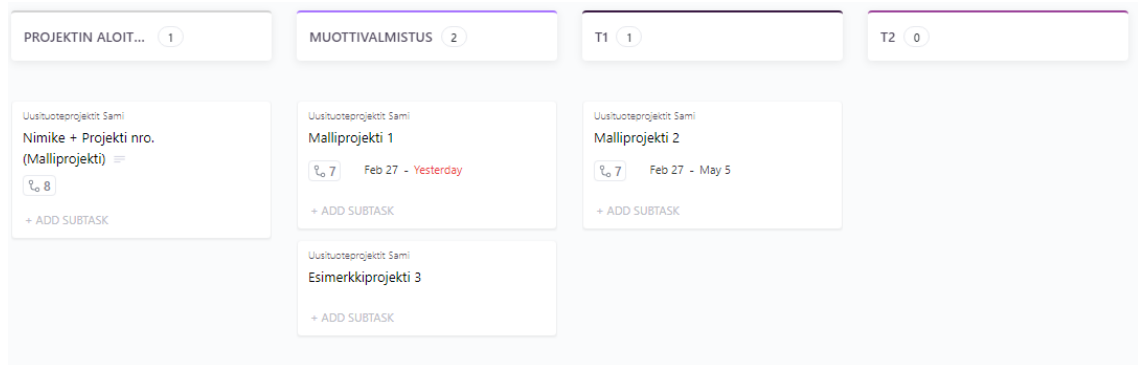 PROJEKTIN ALOIT... 1
MUOTTIVALMISTUS 2
T1 1
T2 0
Uusituoteprojektit Sami
Nimike + Projekti nro.
(Malliprojekti)
8
+ ADD SUBTASK
Uusituoteprojektit Sami
Malliprojekti 1
7 Feb 27 - Yesterday
+ ADD SUBTASK
Uusituoteprojektit Sami
Esimerkkiprojekti 3
+ ADD SUBTASK
Uusituoteprojektit Sami
Malliprojekti 2
7 Feb 27 - May 5
+ ADD SUBTASK